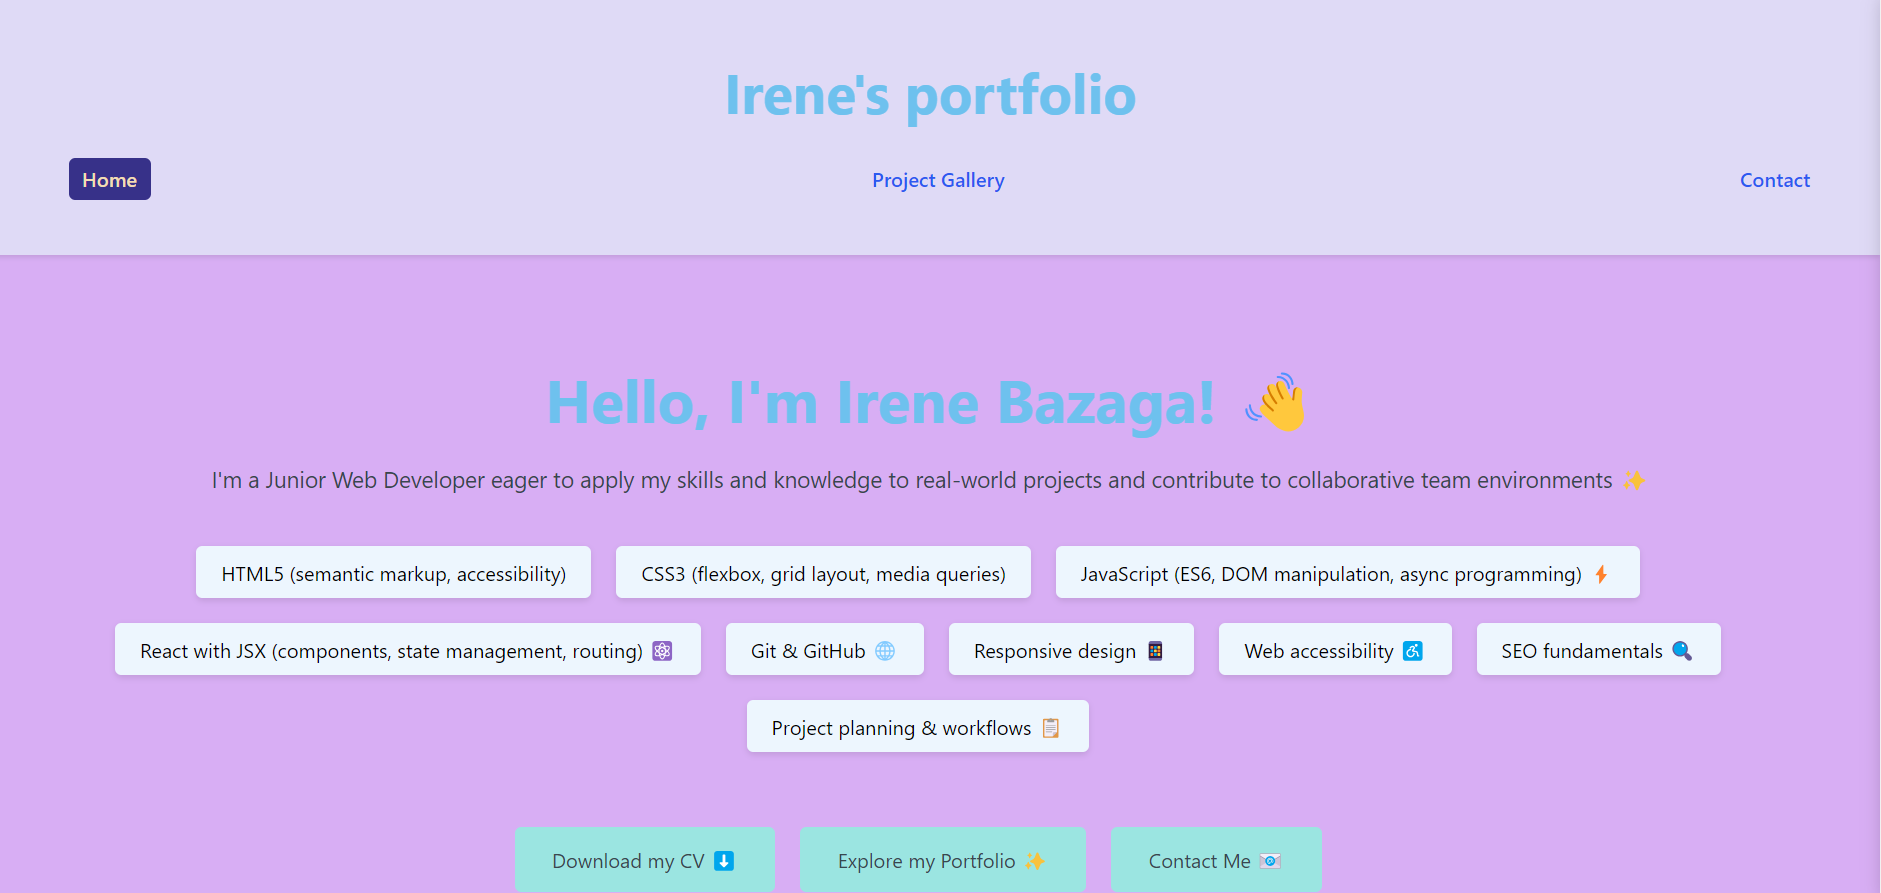 Irene's portfolio
Home Project Gallery Contact
Hello, I'm Irene Bazaga! 👋
I'm a Junior Web Developer eager to apply my skills and knowledge to real-world projects and contribute to collaborative team environments ✨
HTML5 (semantic markup, accessibility) CSS3 (flexbox, grid layout, media queries) JavaScript (ES6, DOM manipulation, async programming) ⚡
React with JSX (components, state management, routing) ⚛️ Git & GitHub 🌐 Responsive design 📱 Web accessibility ♿ SEO fundamentals 🔍
Project planning & workflows 📋
Download my CV ⬇️ Explore my Portfolio ✨ Contact Me 📧